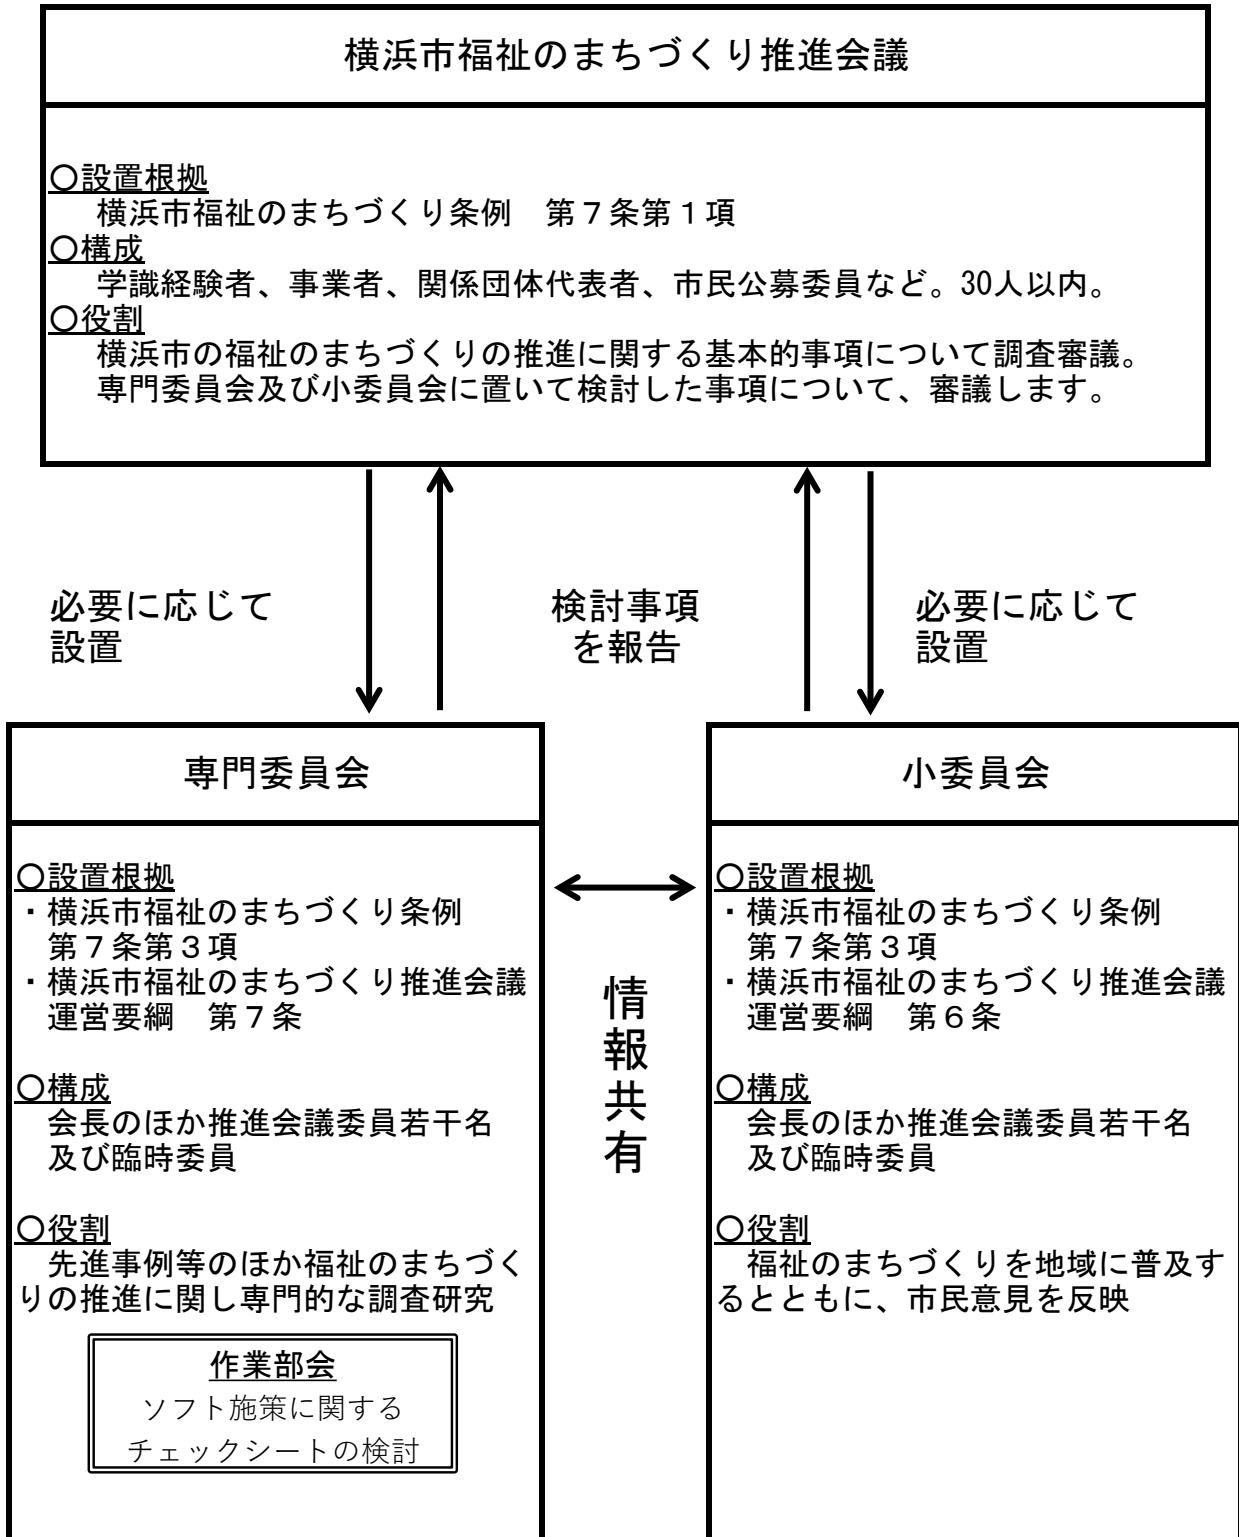 横浜市福祉のまちづくり推進会議
〇設置根拠
横浜市福祉のまちづくり条例　第７条第１項
〇構成
学識経験者、事業者、関係団体代表者、市民公募委員など。30人以内。
〇役割
横浜市の福祉のまちづくりの推進に関する基本的事項について調査審議。
専門委員会及び小委員会に置いて検討した事項について、審議します。
必要に応じて
設置
検討事項
を報告
必要に応じて
設置
専門委員会
〇設置根拠
・横浜市福祉のまちづくり条例
第７条第３項
・横浜市福祉のまちづくり推進会議
運営要綱　第７条
〇構成
会長のほか推進会議委員若干名
及び臨時委員
〇役割
先進事例等のほか福祉のまちづく
りの推進に関し専門的な調査研究
作業部会
ソフト施策に関する
チェックシートの検討
情報共有
小委員会
〇設置根拠
・横浜市福祉のまちづくり条例
第７条第３項
・横浜市福祉のまちづくり推進会議
運営要綱　第６条
〇構成
会長のほか推進会議委員若干名
及び臨時委員
〇役割
福祉のまちづくりを地域に普及す
るとともに、市民意見を反映